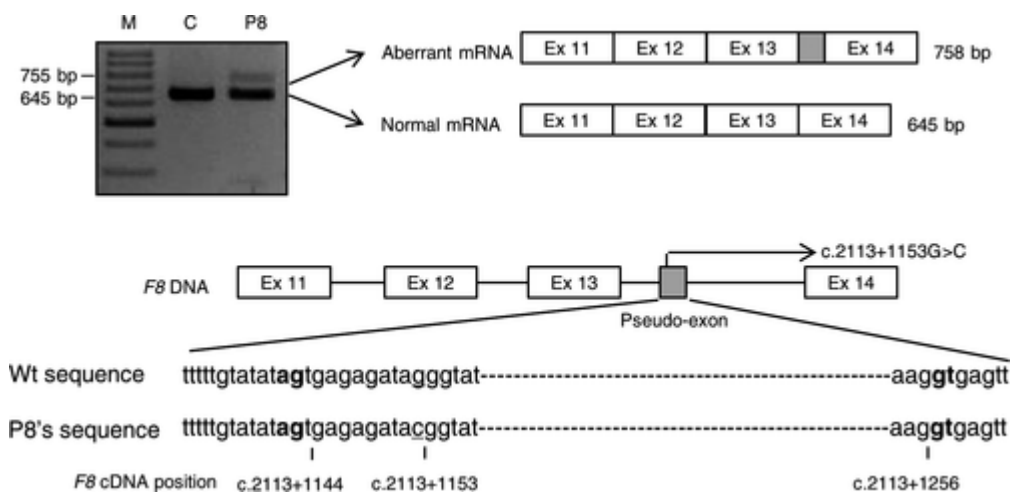 M C P8
755 bp
645 bp
Aberrant mRNA Ex 11 Ex 12 Ex 13 Ex 14 758 bp
Normal mRNA Ex 11 Ex 12 Ex 13 Ex 14 645 bp
c.2113+1153G>C
F8 DNA Ex 11 Ex 12 Ex 13 Ex 14
Pseudo-exon
Wt sequence tttttgtatatagtgagagatagggtat--------------------------------aaggtgagtt
P8's sequence tttttgtatatagtgagagatacggtat--------------------------------aaggtgagtt
F8 cDNA position c.2113+1144 c.2113+1153 c.2113+1256